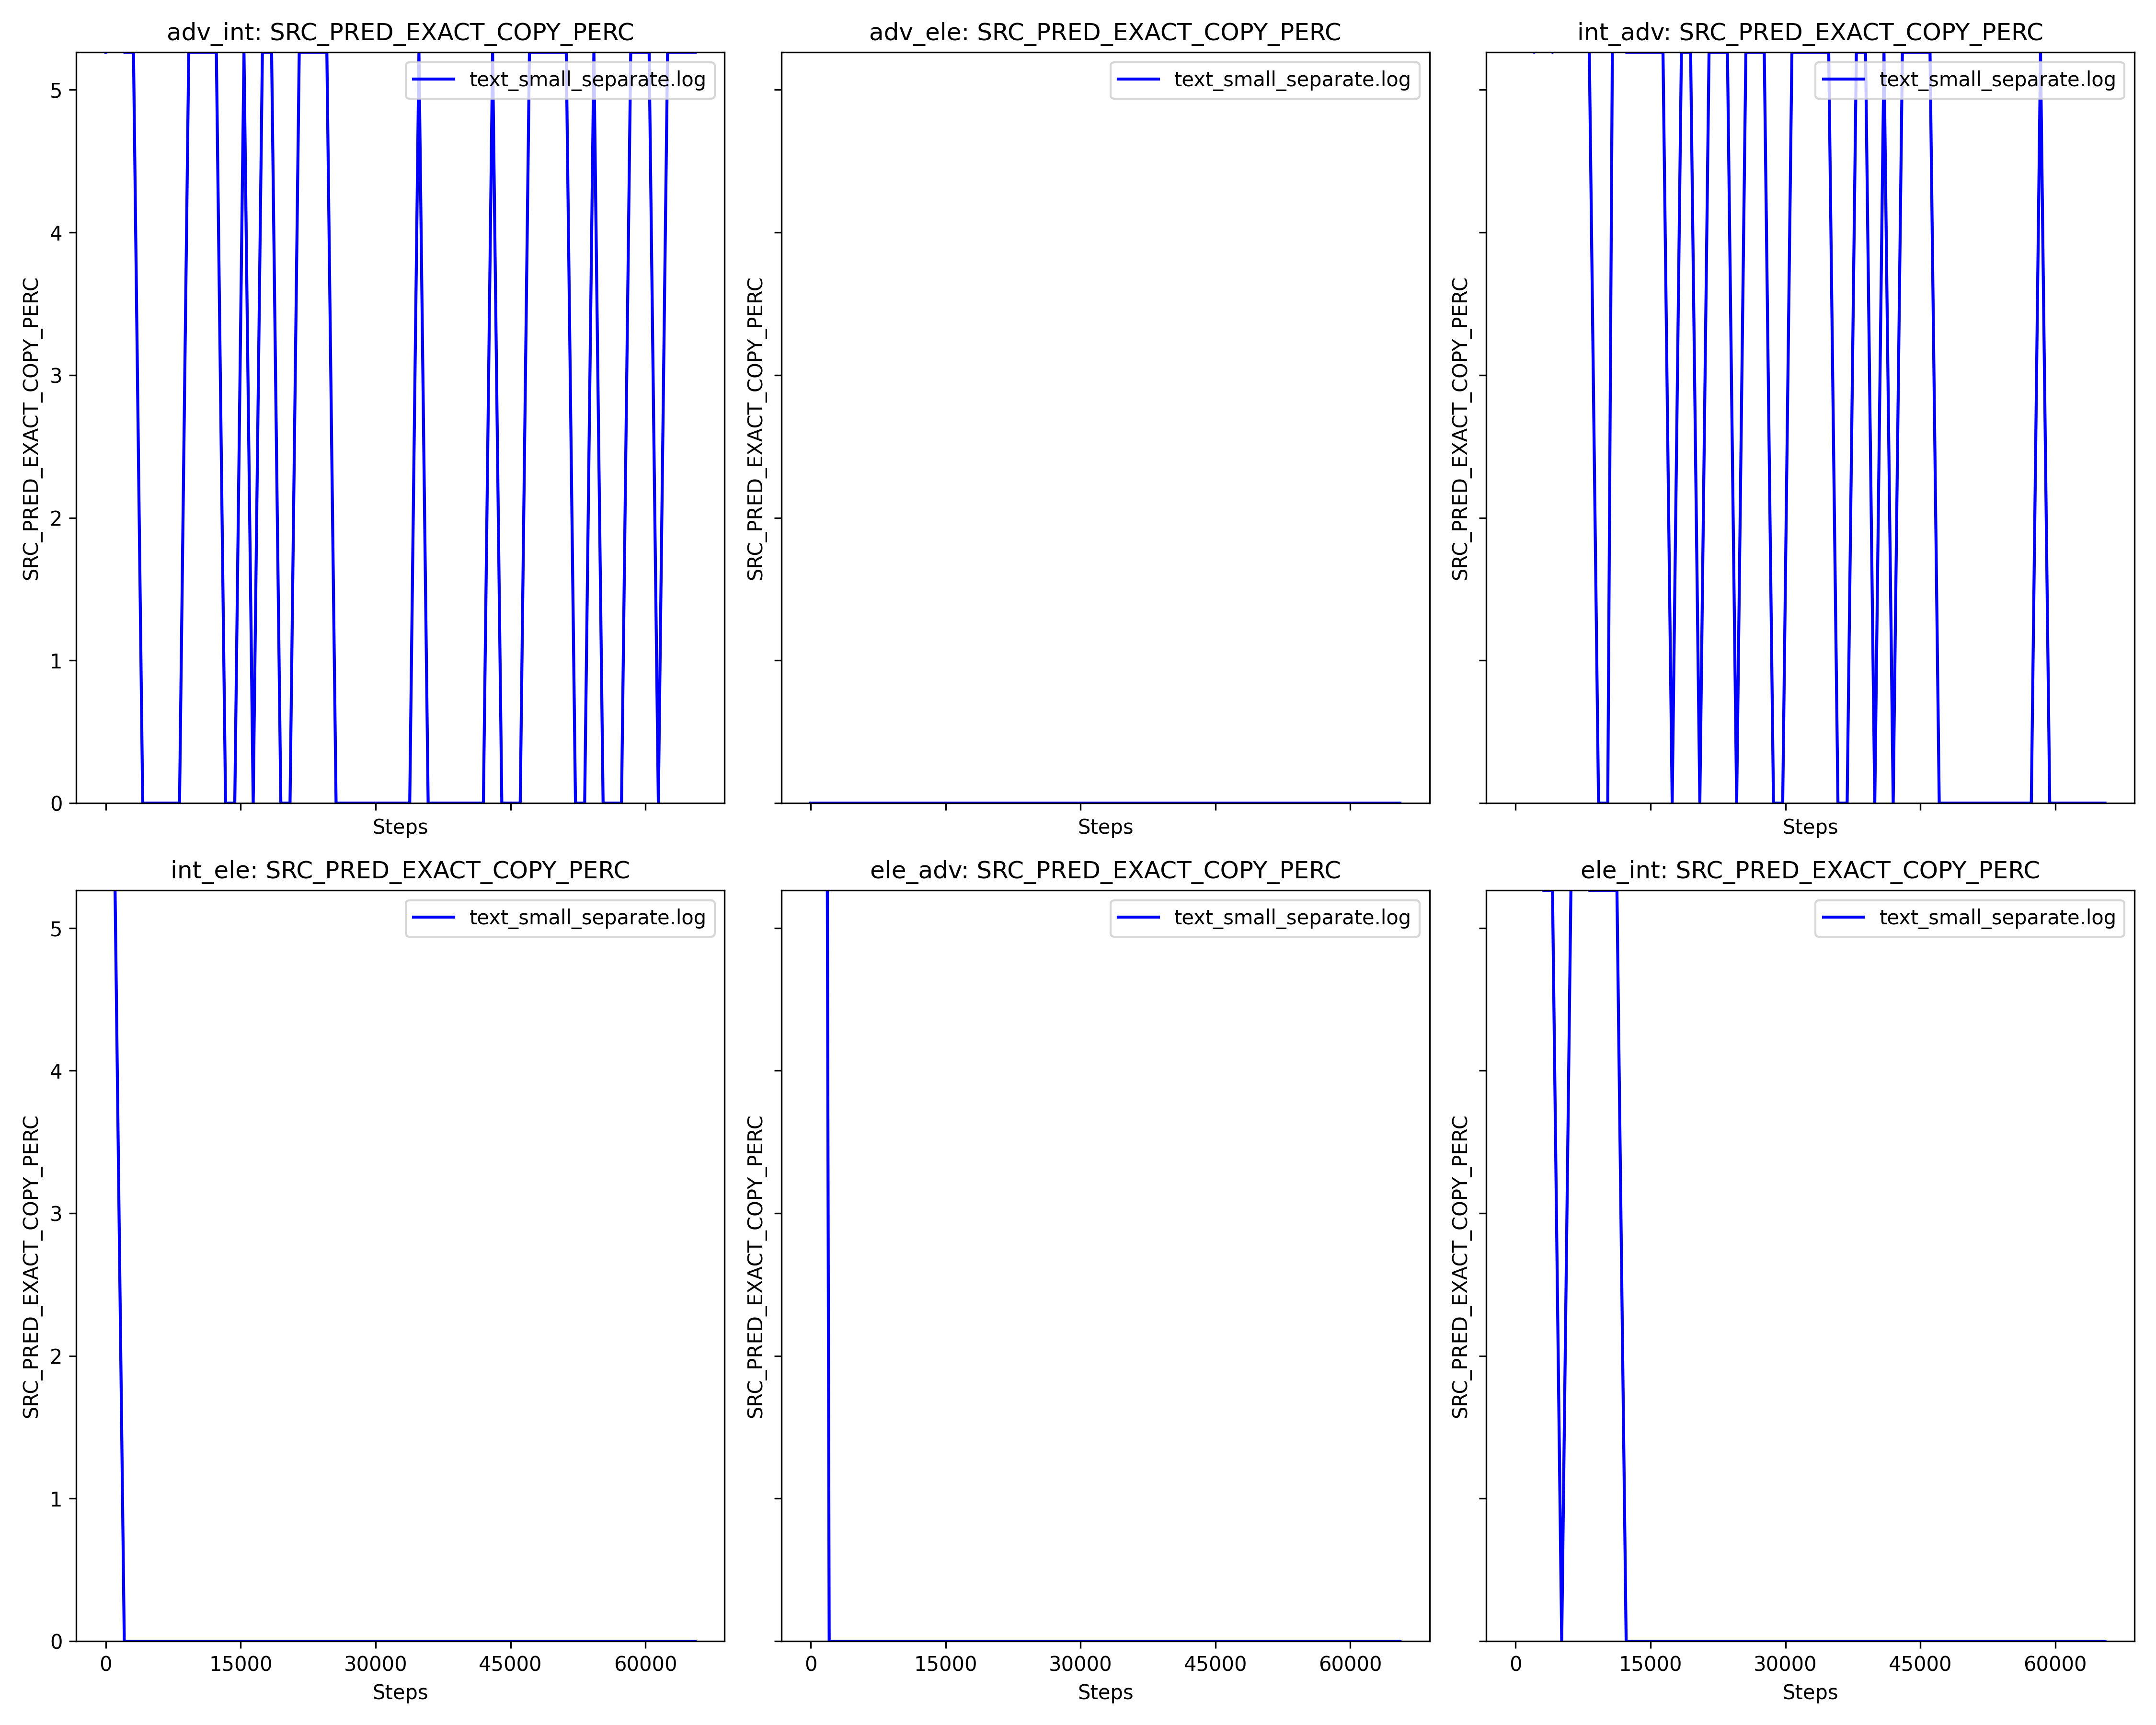 adv_int: SRC_PRED_EXACT_COPY_PERC
adv_ele: SRC_PRED_EXACT_COPY_PERC
int_adv: SRC_PRED_EXACT_COPY_PERC
text_small_separate.log
text_small_separate.log
text_small_separate.log
SRC_PRED_EXACT_COPY_PERC
SRC_PRED_EXACT_COPY_PERC
SRC_PRED_EXACT_COPY_PERC
5
4
3
2
1
0
Steps
Steps
Steps
int_ele: SRC_PRED_EXACT_COPY_PERC
ele_adv: SRC_PRED_EXACT_COPY_PERC
ele_int: SRC_PRED_EXACT_COPY_PERC
text_small_separate.log
text_small_separate.log
text_small_separate.log
SRC_PRED_EXACT_COPY_PERC
SRC_PRED_EXACT_COPY_PERC
SRC_PRED_EXACT_COPY_PERC
5
4
3
2
1
0
0 15000 30000 45000 60000
0 15000 30000 45000 60000
0 15000 30000 45000 60000
Steps
Steps
Steps